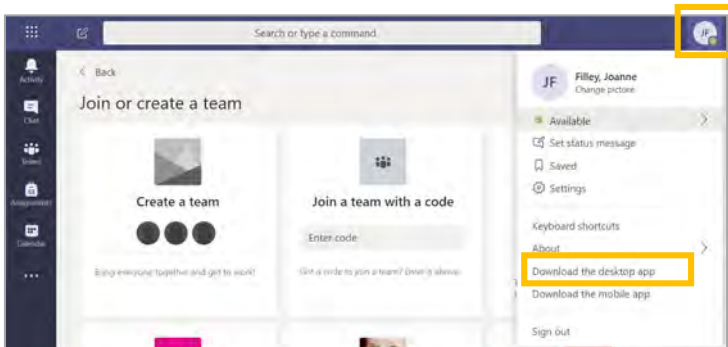 Search or type a command
JF
Activity
Chat
Teams
Assignments
Calendar
< Back
Join or create a team
Create a team
Bring everyone together and get to work!
Join a team with a code
Enter code
Got a code to join a team? Enter it above.
JF
Filley, Joanne
Change picture
Available
Set status message
Saved
Settings
Keyboard shortcuts
About
Download the desktop app
Download the mobile app
Sign out